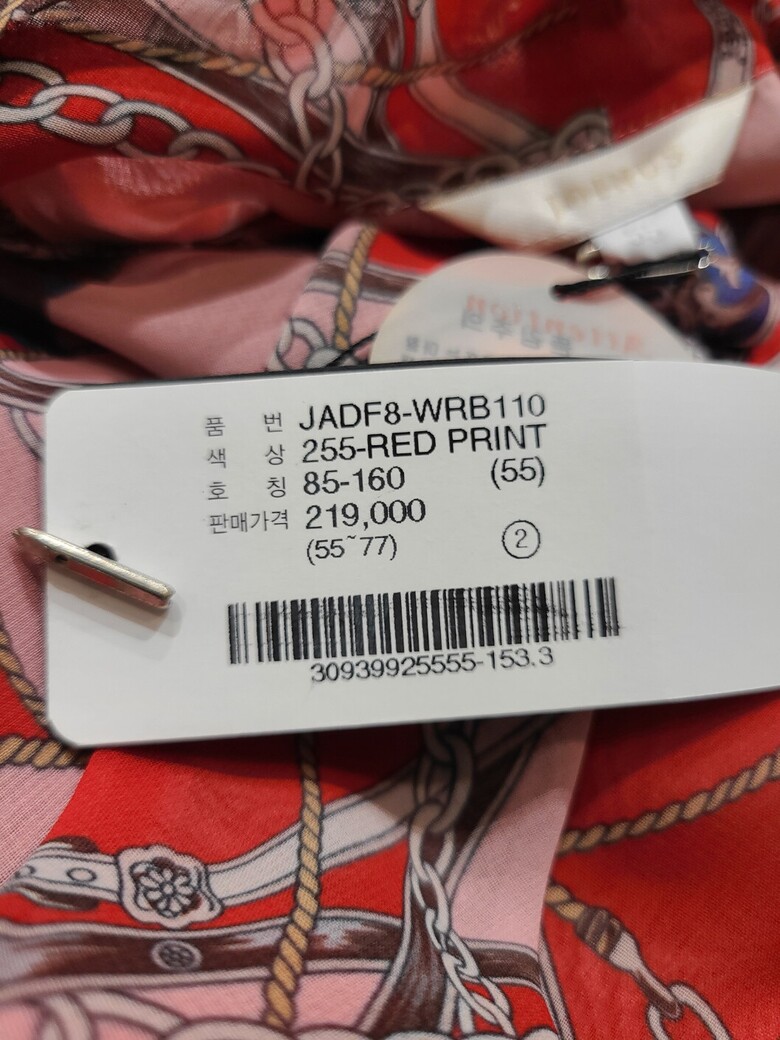 품 번 JADF8-WRB110
색 상 255-RED PRINT
호 칭 85-160 (55)
판매가격 219,000
(55~77) ②
30939925555-153.3